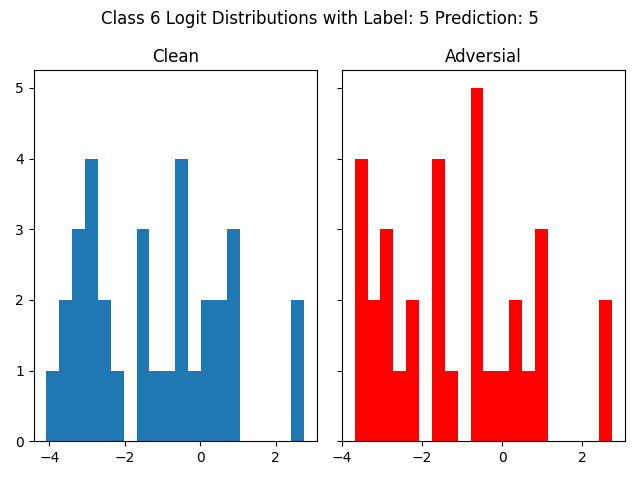 Class 6 Logit Distributions with Label: 5 Prediction: 5
Clean
Adversial
5
4
3
2
1
0
−4 −2 0 2
−4 −2 0 2